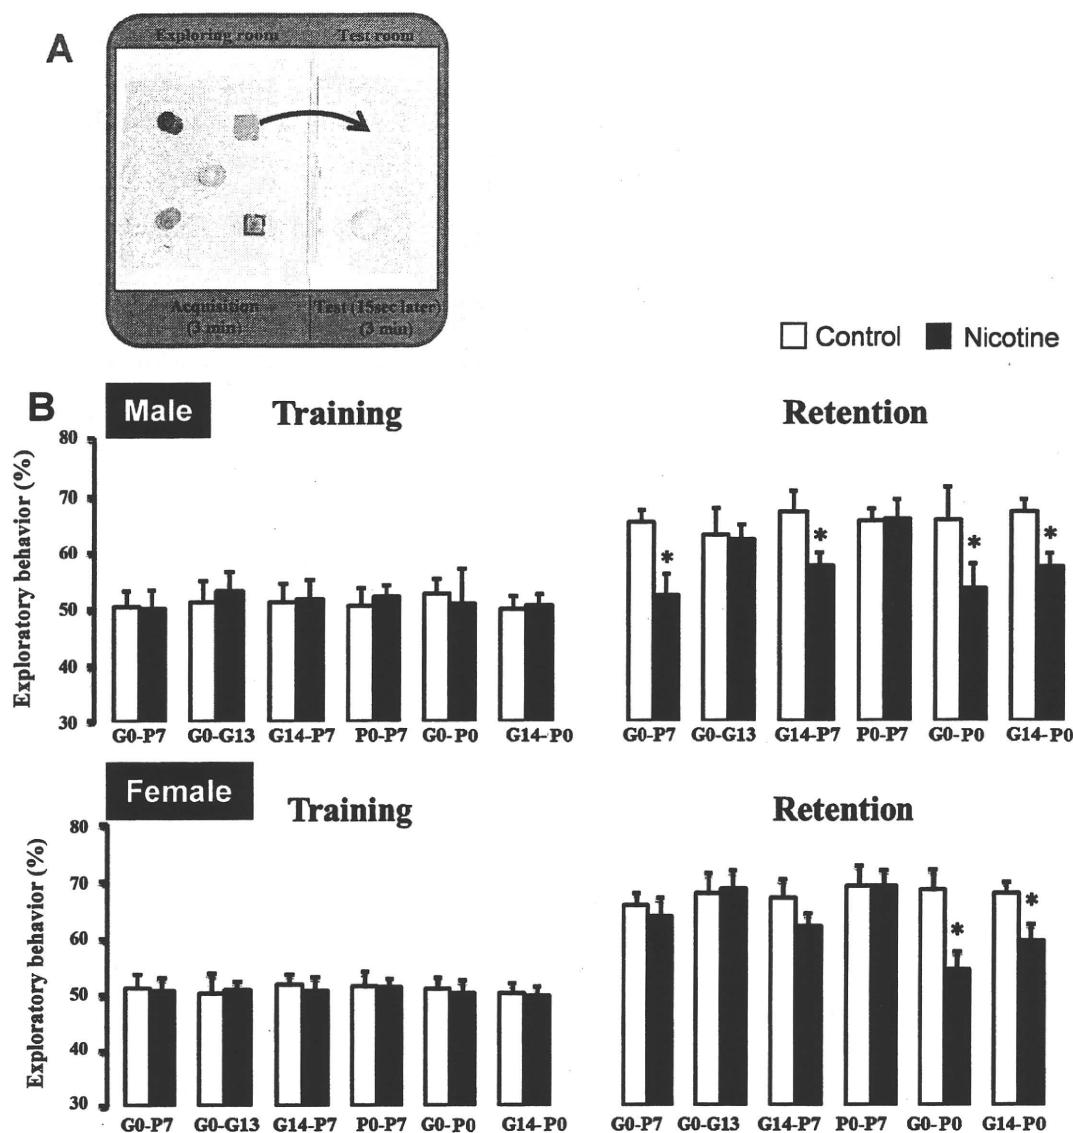 A
Exploring room Test room
Acquisition Test (15sec later)
(3 min) (3 min)
Control Nicotine
B
Male Training Retention
Exploratory behavior (%)
80
70
60
50
40
30
G0-P7 G0-G13 G14-P7 P0-P7 G0-P0 G14-P0
* * * *
G0-P7 G0-G13 G14-P7 P0-P7 G0-P0 G14-P0
Female Training Retention
Exploratory behavior (%)
80
70
60
50
40
30
G0-P7 G0-G13 G14-P7 P0-P7 G0-P0 G14-P0
* *
G0-P7 G0-G13 G14-P7 P0-P7 G0-P0 G14-P0